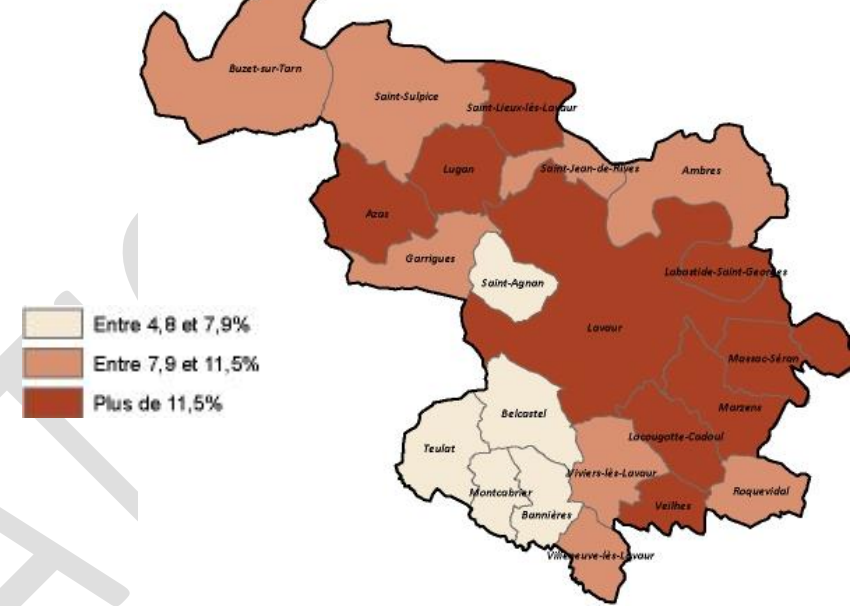 Buzet-sur-Tarn
Saint-Sulpice
Saint-Lieux-lès-Lavaur
Lugan
Saint-Jean-de-Rives
Ambres
Azas
Garrigues
Saint-Agnan
Labastide-Saint-Georges
Lavaur
Massac-Séran
Marzens
Belcastel
Lacougotte-Cadoul
Teulat
Viviers-lès-Lavaur
Montcabrier
Roquevidal
Bannières
Veilhes
Villeneuve-lès-Lavaur
Entre 4,8 et 7,9%
Entre 7,9 et 11,5%
Plus de 11,5%